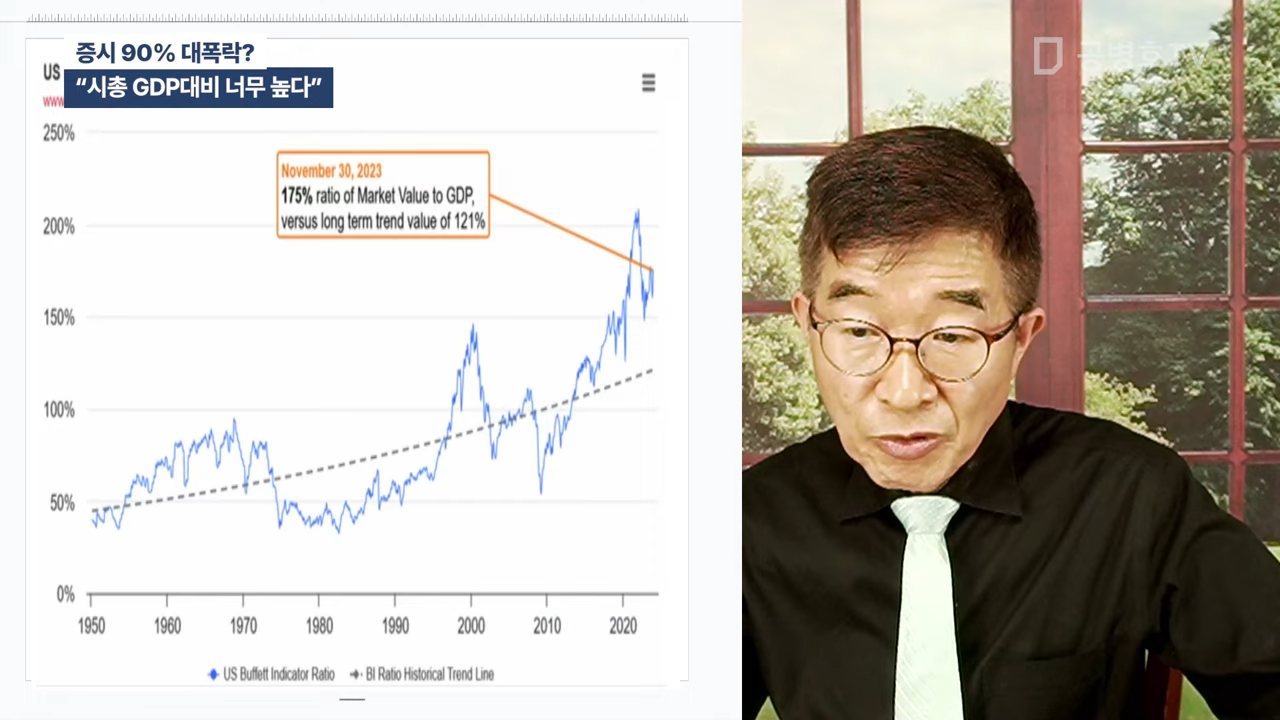 증시 90% 대폭락?
US
“시총 GDP대비 너무 높다”
www
250%
200%
150%
100%
50%
0%
November 30, 2023
175% ratio of Market Value to GDP,
versus long term trend value of 121%
1950 1960 1970 1980 1990 2000 2010 2020
US Buffett Indicator Ratio BI Ratio Historical Trend Line